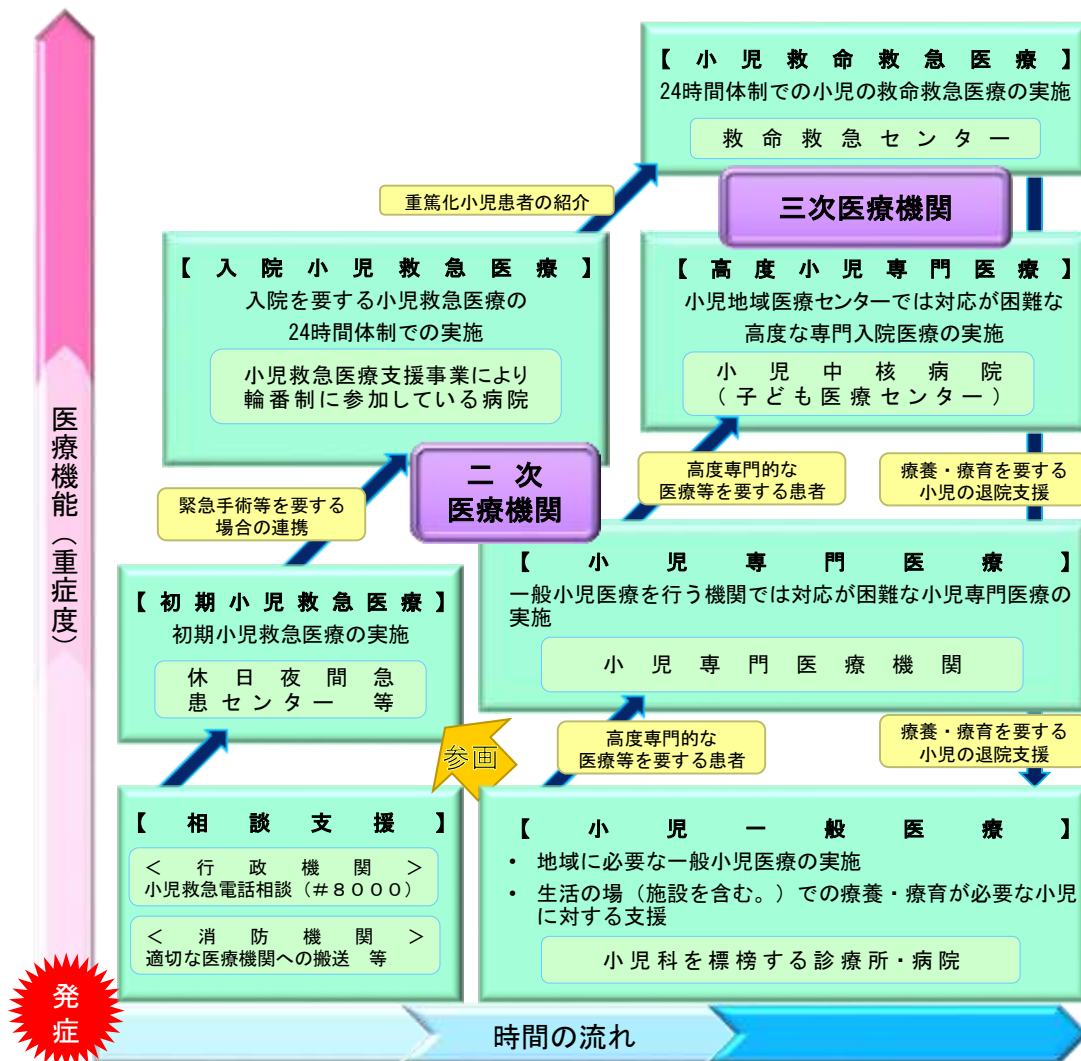 【小児救命救急医療】
24時間体制での小児の救命救急医療の実施
救命救急センター
重篤化小児患者の紹介
三次医療機関
【入院小児救急医療】
入院を要する小児救急医療の
24時間体制での実施
小児救急医療支援事業により
輪番制に参加している病院
【高度小児専門医療】
小児地域医療センターでは対応が困難な
高度な専門入院医療の実施
小児中核病院
（子ども医療センター）
医療機能（重症度）
緊急手術等を要する
場合の連携
二次
医療機関
高度専門的な
医療等を要する患者
療養・療育を要する
小児の退院支援
【初期小児救急医療】
初期小児救急医療の実施
休日夜間急
患センター等
【小児専門医療】
一般小児医療を行う機関では対応が困難な小児専門医療の
実施
小児専門医療機関
参画
高度専門的な
医療等を要する患者
療養・療育を要する
小児の退院支援
【相談支援】
＜行政機関＞
小児救急電話相談（＃８０００）
＜消防機関＞
適切な医療機関への搬送　等
【小児一般医療】
• 地域に必要な一般小児医療の実施
• 生活の場（施設を含む。）での療養・療育が必要な小児
に対する支援
小児科を標榜する診療所・病院
発
症
時間の流れ